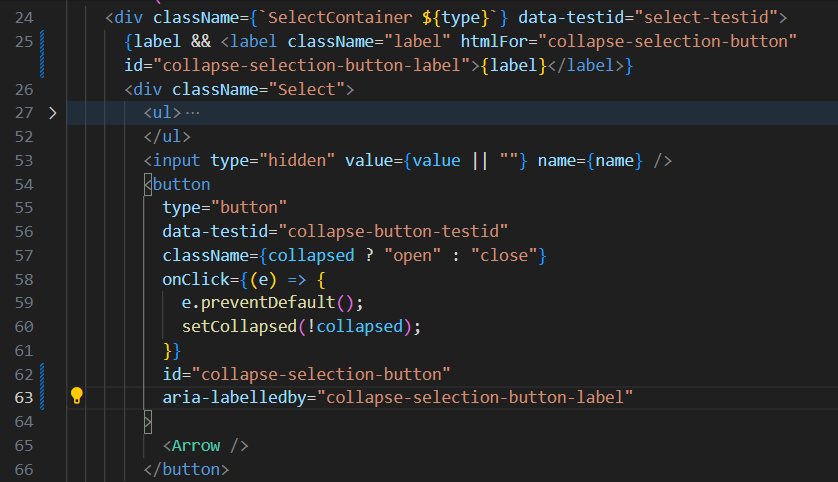 24 <div className={`SelectContainer ${type}`} data-testid="select-testid">
25 {label && <label className="label" htmlFor="collapse-selection-button"
id="collapse-selection-button-label">{label}</label>}
26 <div className="Select">
27 > <ul>…
52 </ul>
53 <input type="hidden" value={value || ""} name={name} />
54 <button
55 type="button"
56 data-testid="collapse-button-testid"
57 className={collapsed ? "open" : "close"}
58 onClick={(e) => {
59 e.preventDefault();
60 setCollapsed(!collapsed);
61 }}
62 id="collapse-selection-button"
63 aria-labelledby="collapse-selection-button-label"
64 >
65 <Arrow />
66 </button>